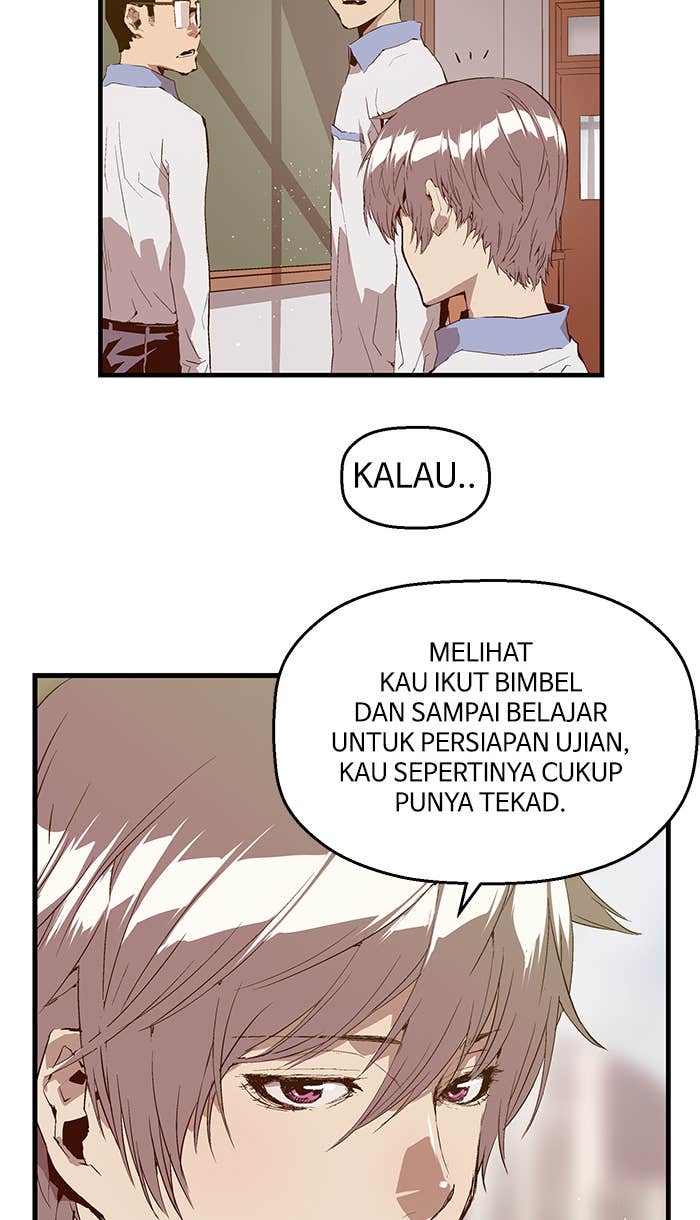 KALAU..
MELIHAT
KAU IKUT BIMBEL
DAN SAMPAI BELAJAR
UNTUK PERSIAPAN UJIAN,
KAU SEPERTINYA CUKUP
PUNYA TEKAD.